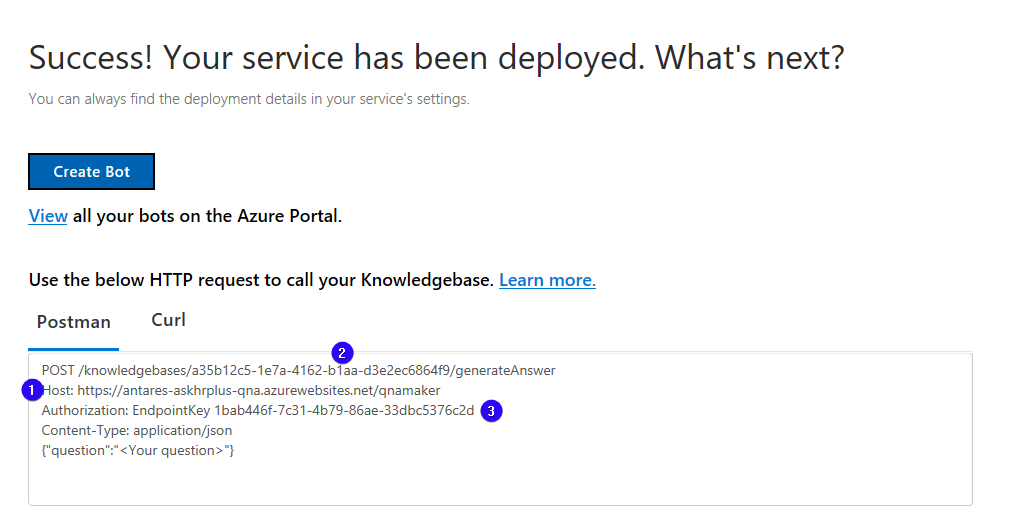 Success! Your service has been deployed. What's next?
You can always find the deployment details in your service's settings.
Create Bot
View all your bots on the Azure Portal.
Use the below HTTP request to call your Knowledgebase. Learn more.
Postman Curl
2
POST /knowledgebases/a35b12c5-1e7a-4162-b1aa-d3e2ec6864f9/generateAnswer
1 Host: https://antares-askhrplus-qna.azurewebsites.net/qnamaker
Authorization: EndpointKey 1bab446f-7c31-4b79-86ae-33dbc5376c2d 3
Content-Type: application/json
{"question":"<Your question>"}